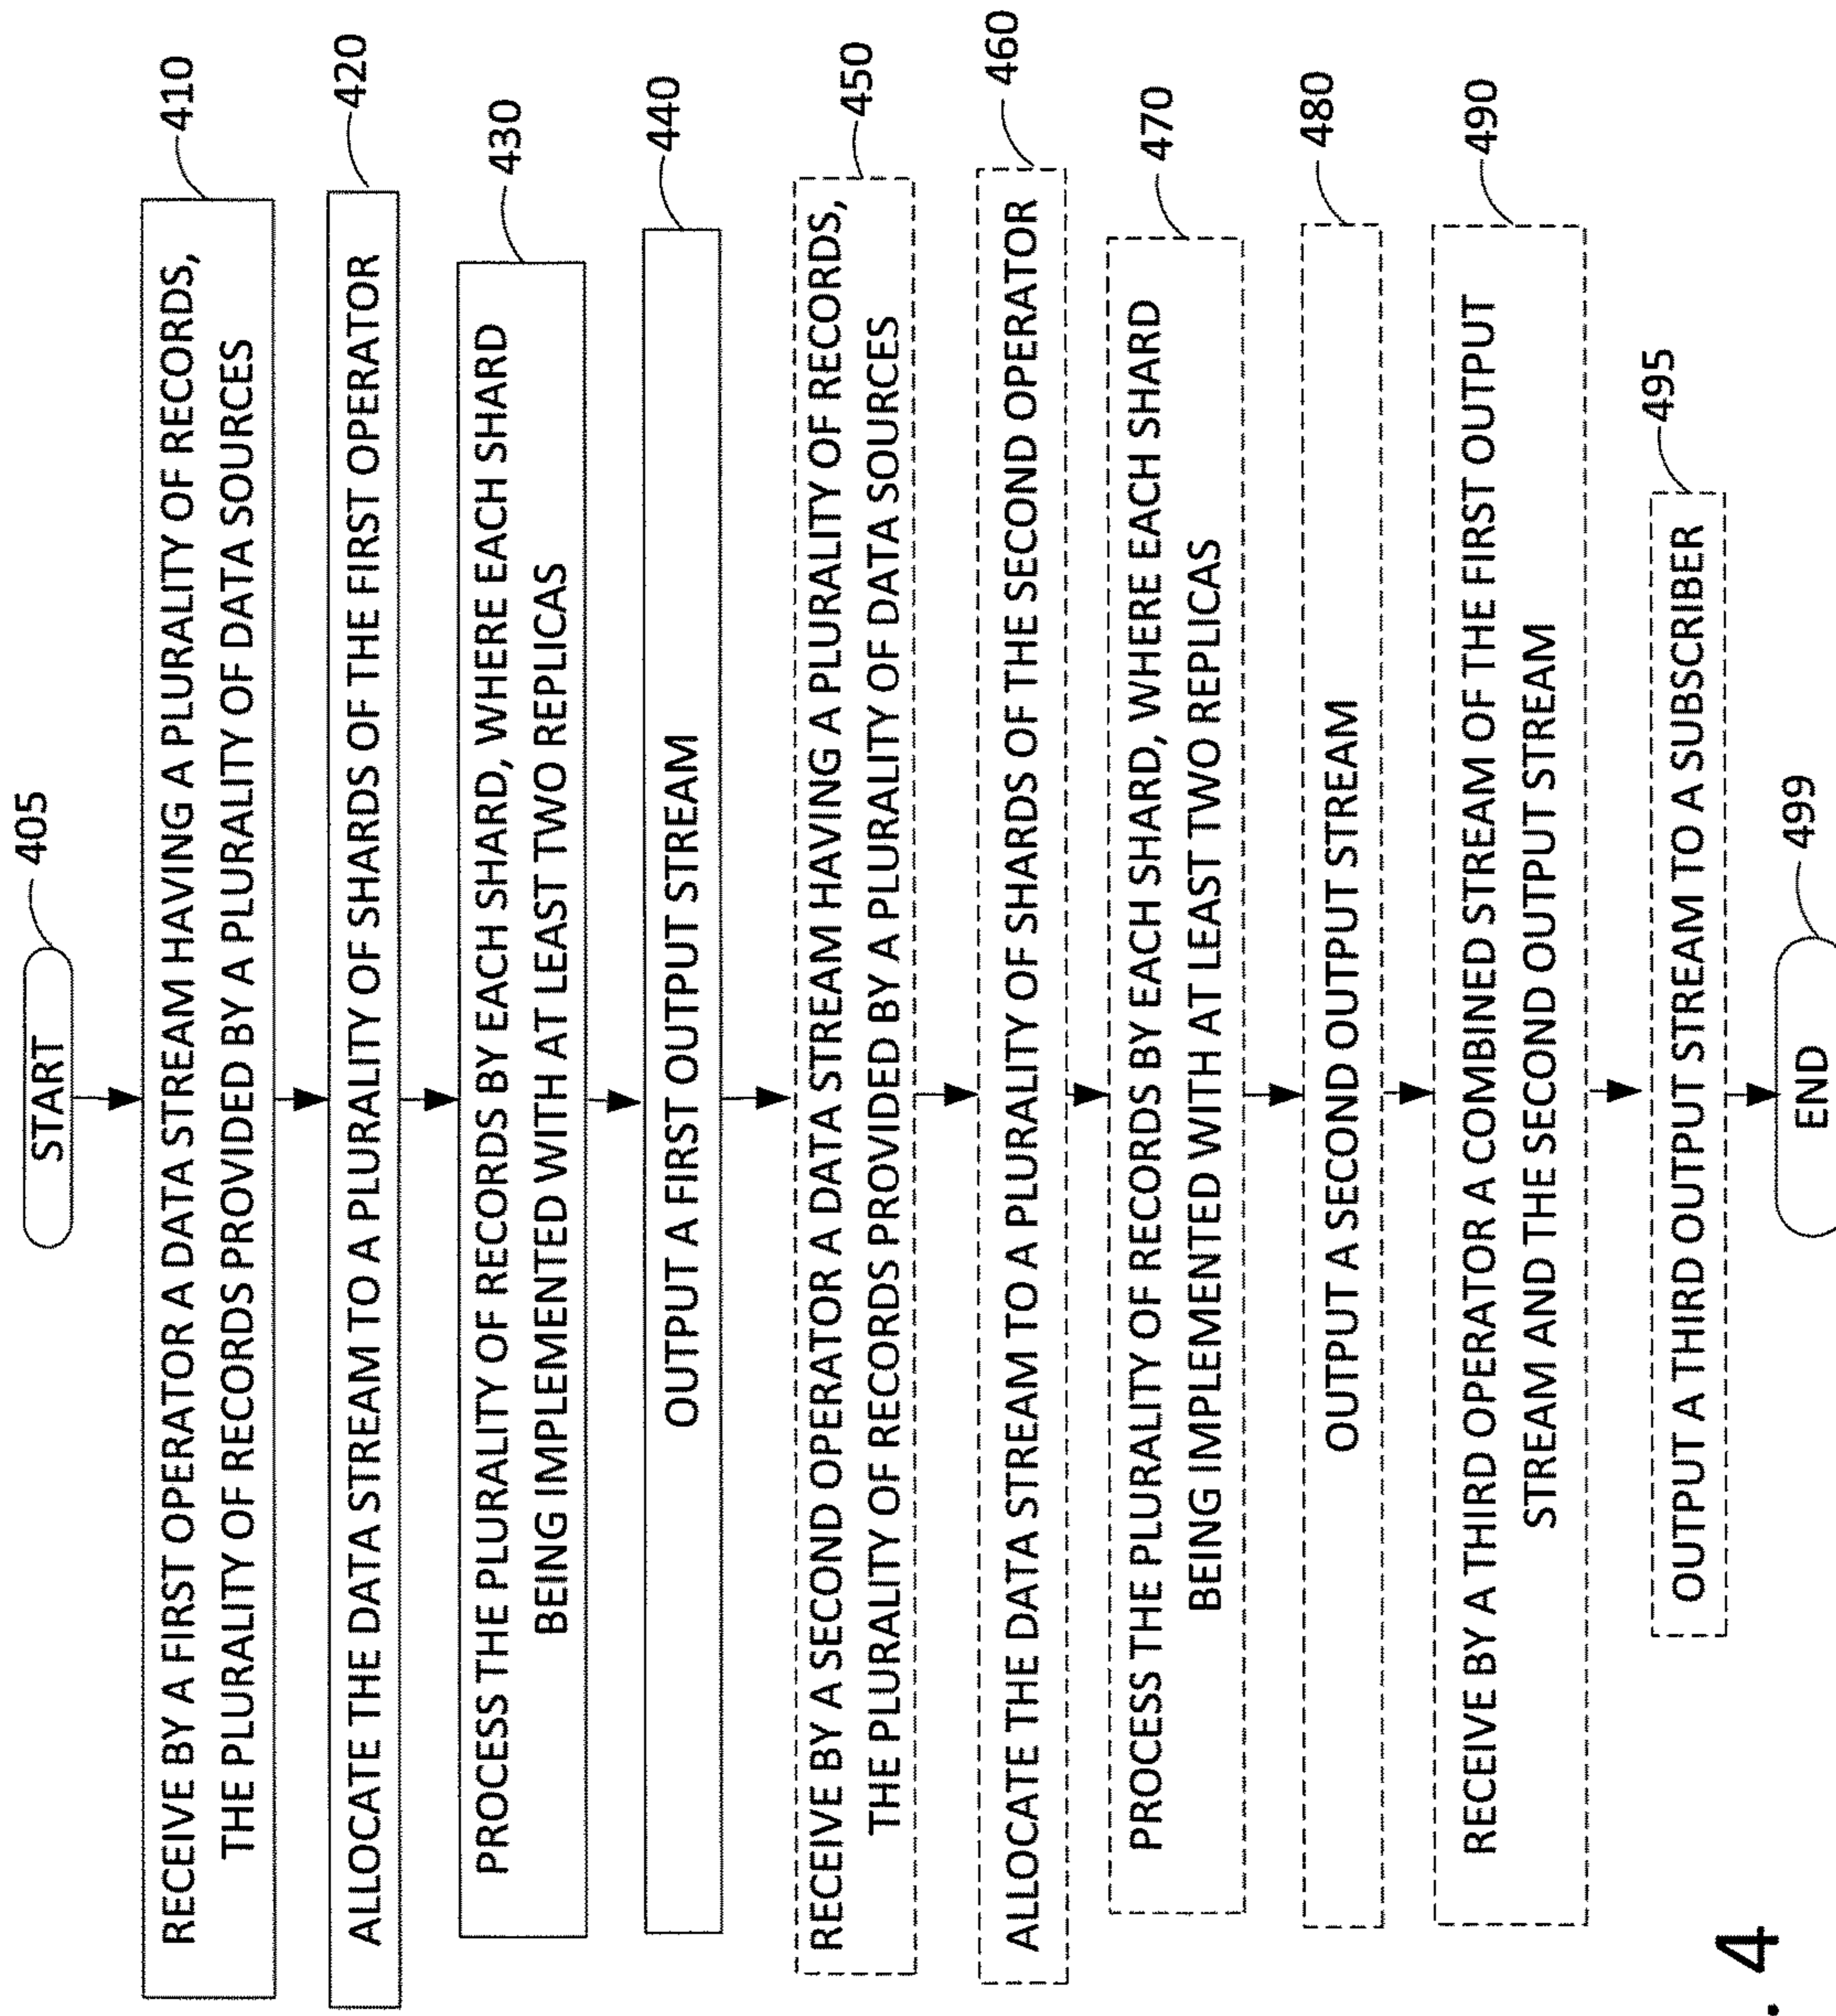 START
405
RECEIVE BY A FIRST OPERATOR A DATA STREAM HAVING A PLURALITY OF RECORDS,
THE PLURALITY OF RECORDS PROVIDED BY A PLURALITY OF DATA SOURCES
410
ALLOCATE THE DATA STREAM TO A PLURALITY OF SHARDS OF THE FIRST OPERATOR
420
PROCESS THE PLURALITY OF RECORDS BY EACH SHARD, WHERE EACH SHARD
BEING IMPLEMENTED WITH AT LEAST TWO REPLICAS
430
OUTPUT A FIRST OUTPUT STREAM
440
RECEIVE BY A SECOND OPERATOR A DATA STREAM HAVING A PLURALITY OF RECORDS,
THE PLURALITY OF RECORDS PROVIDED BY A PLURALITY OF DATA SOURCES
450
ALLOCATE THE DATA STREAM TO A PLURALITY OF SHARDS OF THE SECOND OPERATOR
460
PROCESS THE PLURALITY OF RECORDS BY EACH SHARD, WHERE EACH SHARD
BEING IMPLEMENTED WITH AT LEAST TWO REPLICAS
470
OUTPUT A SECOND OUTPUT STREAM
480
RECEIVE BY A THIRD OPERATOR A COMBINED STREAM OF THE FIRST OUTPUT
STREAM AND THE SECOND OUTPUT STREAM
490
OUTPUT A THIRD OUTPUT STREAM TO A SUBSCRIBER
495
END
499
. 4